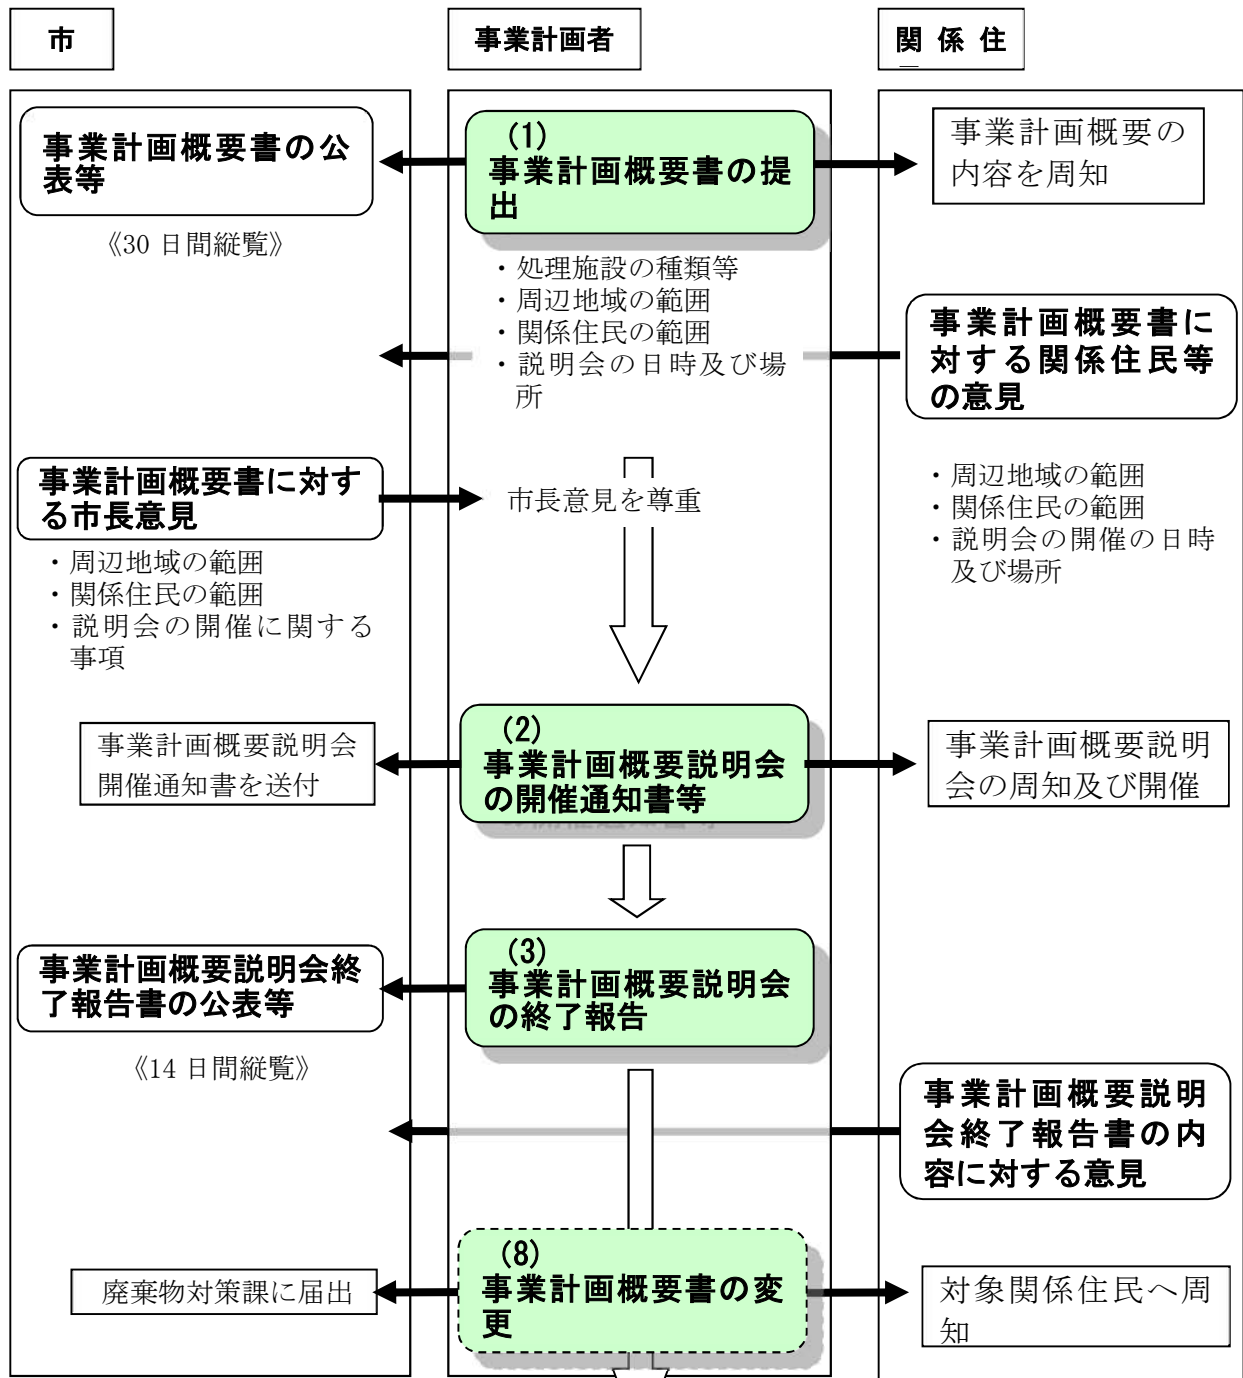 市
事業計画者
関 係 住
事業計画概要書の公
表等
《30 日間縦覧》
(1)
事業計画概要書の提
出
・処理施設の種類等
・周辺地域の範囲
・関係住民の範囲
・説明会の日時及び場
所
事業計画概要の
内容を周知
事業計画概要書に
対する関係住民等
の意見
・周辺地域の範囲
・関係住民の範囲
・説明会の開催の日時
及び場所
事業計画概要書に対す
る市長意見
・周辺地域の範囲
・関係住民の範囲
・説明会の開催に関する
事項
市長意見を尊重
事業計画概要説明会
開催通知書を送付
(2)
事業計画概要説明会
の開催通知書等
事業計画概要説明
会の周知及び開催
事業計画概要説明会終
了報告書の公表等
《14 日間縦覧》
(3)
事業計画概要説明会
の終了報告
事業計画概要説明
会終了報告書の内
容に対する意見
廃棄物対策課に届出
(8)
事業計画概要書の変
更
対象関係住民へ周
知